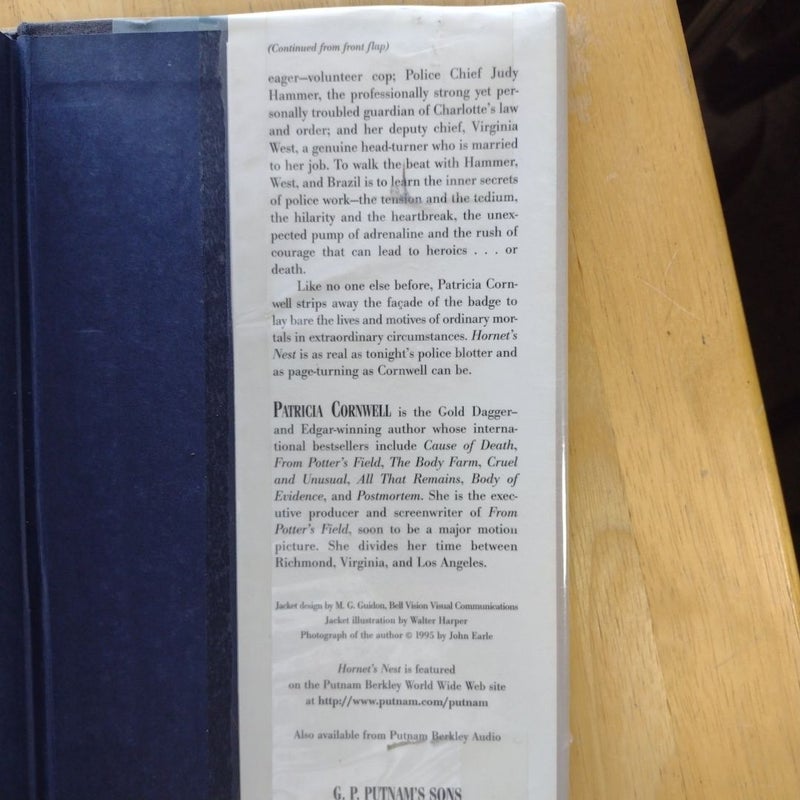 (Continued from front flap)
eager—volunteer cop; Police Chief Judy
Hammer, the professionally strong yet per-
sonally troubled guardian of Charlotte's law
and order; and her deputy chief, Virginia
West, a genuine head-turner who is married
to her job. To walk the beat with Hammer,
West, and Brazil is to learn the inner secrets
of police work—the tension and the tedium,
the hilarity and the heartbreak, the unex-
pected pump of adrenaline and the rush of
courage that can lead to heroics . . . or
death.
Like no one else before, Patricia Corn-
well strips away the façade of the badge to
lay bare the lives and motives of ordinary mor-
tals in extraordinary circumstances. Hornet's
Nest is as real as tonight's police blotter and
as page-turning as Cornwell can be.
PATRICIA CORNWELL is the Gold Dagger–
and Edgar-winning author whose interna-
tional bestsellers include Cause of Death,
From Potter's Field, The Body Farm, Cruel
and Unusual, All That Remains, Body of
Evidence, and Postmortem. She is the exec-
utive producer and screenwriter of From
Potter's Field, soon to be a major motion
picture. She divides her time between
Richmond, Virginia, and Los Angeles.
Jacket design by M. G. Guidon, Bell Vision Visual Communications
Jacket illustration by Walter Harper
Photograph of the author © 1995 by John Earle
Hornet's Nest is featured
on the Putnam Berkley World Wide Web site
at http://www.putnam.com/putnam
Also available from Putnam Berkley Audio
G. P. PUTNAM'S SONS